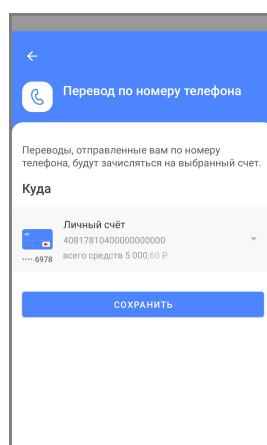 Перевод по номеру телефона
Переводы, отправленные вам по номеру
телефона, будут зачисляться на выбранный счет.
Куда
Личный счёт
40817810400000000000
всего средств 5 000,60 ₽
•••• 6978
СОХРАНИТЬ